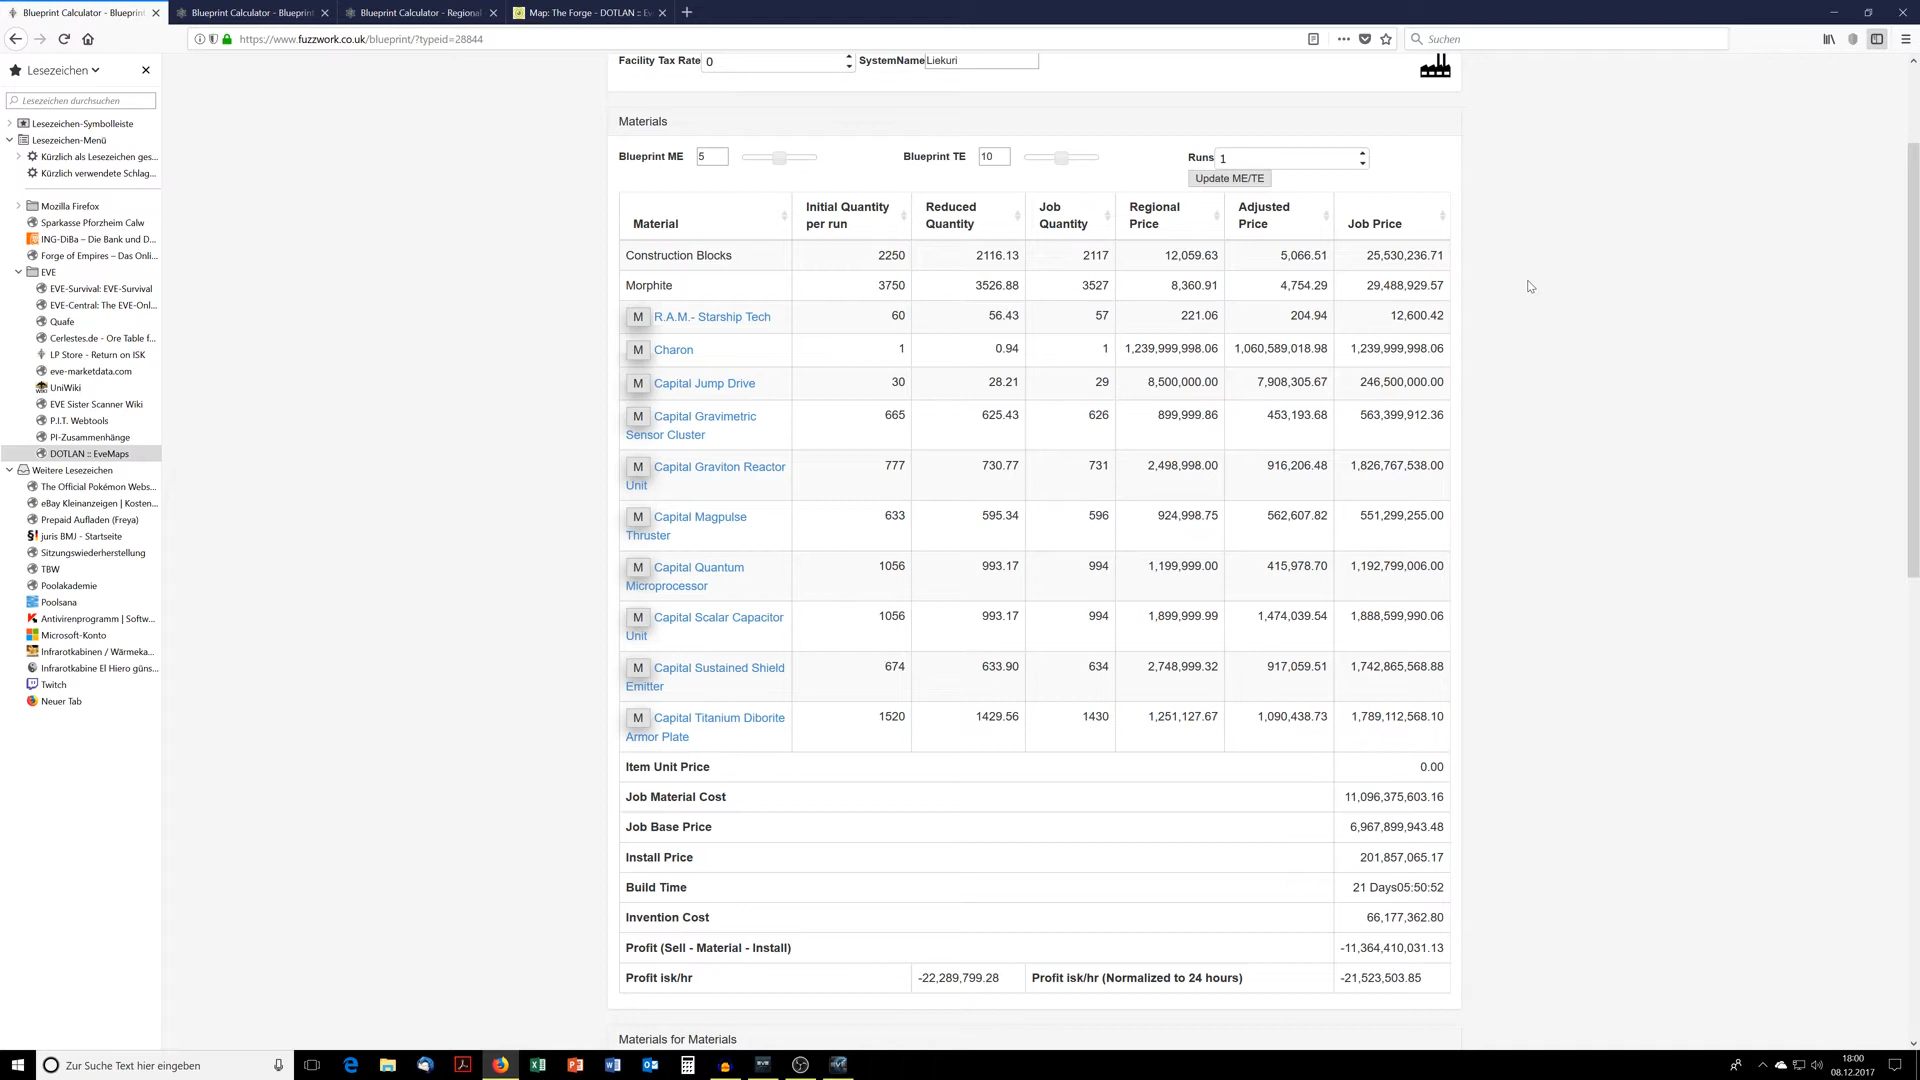 Blueprint Calculator - Blueprint
Blueprint Calculator - Blueprint
Blueprint Calculator - Regional
Map: The Forge - DOTLAN :: Ev
https://www.fuzzwork.co.uk/blueprint/?typeid=28844
Suchen
Lesezeichen
Lesezeichen durchsuchen
Lesezeichen-Symbolleiste
Lesezeichen-Menü
Kürzlich als Lesezeichen ges...
Kürzlich verwendete Schlag...
Mozilla Firefox
Sparkasse Pforzheim Calw
ING-DiBa – Die Bank und D...
Forge of Empires – Das Onli...
EVE
EVE-Survival: EVE-Survival
EVE-Central: The EVE-Onl...
Quafe
Cerlestes.de - Ore Table f...
LP Store - Return on ISK
eve-marketdata.com
UniWiki
EVE Sister Scanner Wiki
P.I.T. Webtools
PI-Zusammenhänge
DOTLAN :: EveMaps
Weitere Lesezeichen
The Official Pokémon Webs...
eBay Kleinanzeigen | Kosten...
Prepaid Aufladen (Freya)
juris BMJ - Startseite
Sitzungswiederherstellung
TBW
Poolakademie
Poolsana
Antivirenprogramm | Softw...
Microsoft-Konto
Infrarotkabinen / Wärmeka...
Infrarotkabine El Hiero güns...
Twitch
Neuer Tab
Facility Tax Rate 0 SystemName Liekuri
Materials
Blueprint ME 5 Blueprint TE 10 Runs 1
Update ME/TE
Material Initial Quantity per run Reduced Quantity Job Quantity Regional Price Adjusted Price Job Price
Construction Blocks 2250 2116.13 2117 12,059.63 5,066.51 25,530,236.71
Morphite 3750 3526.88 3527 8,360.91 4,754.29 29,488,929.57
M R.A.M.- Starship Tech 60 56.43 57 221.06 204.94 12,600.42
M Charon 1 0.94 1 1,239,999,998.06 1,060,589,018.98 1,239,999,998.06
M Capital Jump Drive 30 28.21 29 8,500,000.00 7,908,305.67 246,500,000.00
M Capital Gravimetric Sensor Cluster 665 625.43 626 899,999.86 453,193.68 563,399,912.36
M Capital Graviton Reactor Unit 777 730.77 731 2,498,998.00 916,206.48 1,826,767,538.00
M Capital Magpulse Thruster 633 595.34 596 924,998.75 562,607.82 551,299,255.00
M Capital Quantum Microprocessor 1056 993.17 994 1,199,999.00 415,978.70 1,192,799,006.00
M Capital Scalar Capacitor Unit 1056 993.17 994 1,899,999.99 1,474,039.54 1,888,599,990.06
M Capital Sustained Shield Emitter 674 633.90 634 2,748,999.32 917,059.51 1,742,865,568.88
M Capital Titanium Diborite Armor Plate 1520 1429.56 1430 1,251,127.67 1,090,438.73 1,789,112,568.10
Item Unit Price 0.00
Job Material Cost 11,096,375,603.16
Job Base Price 6,967,899,943.48
Install Price 201,857,065.17
Build Time 21 Days05:50:52
Invention Cost 66,177,362.80
Profit (Sell - Material - Install) -11,364,410,031.13
Profit isk/hr -22,289,799.28 Profit isk/hr (Normalized to 24 hours) -21,523,503.85
Materials for Materials
Zur Suche Text hier eingeben
18:00
08.12.2017